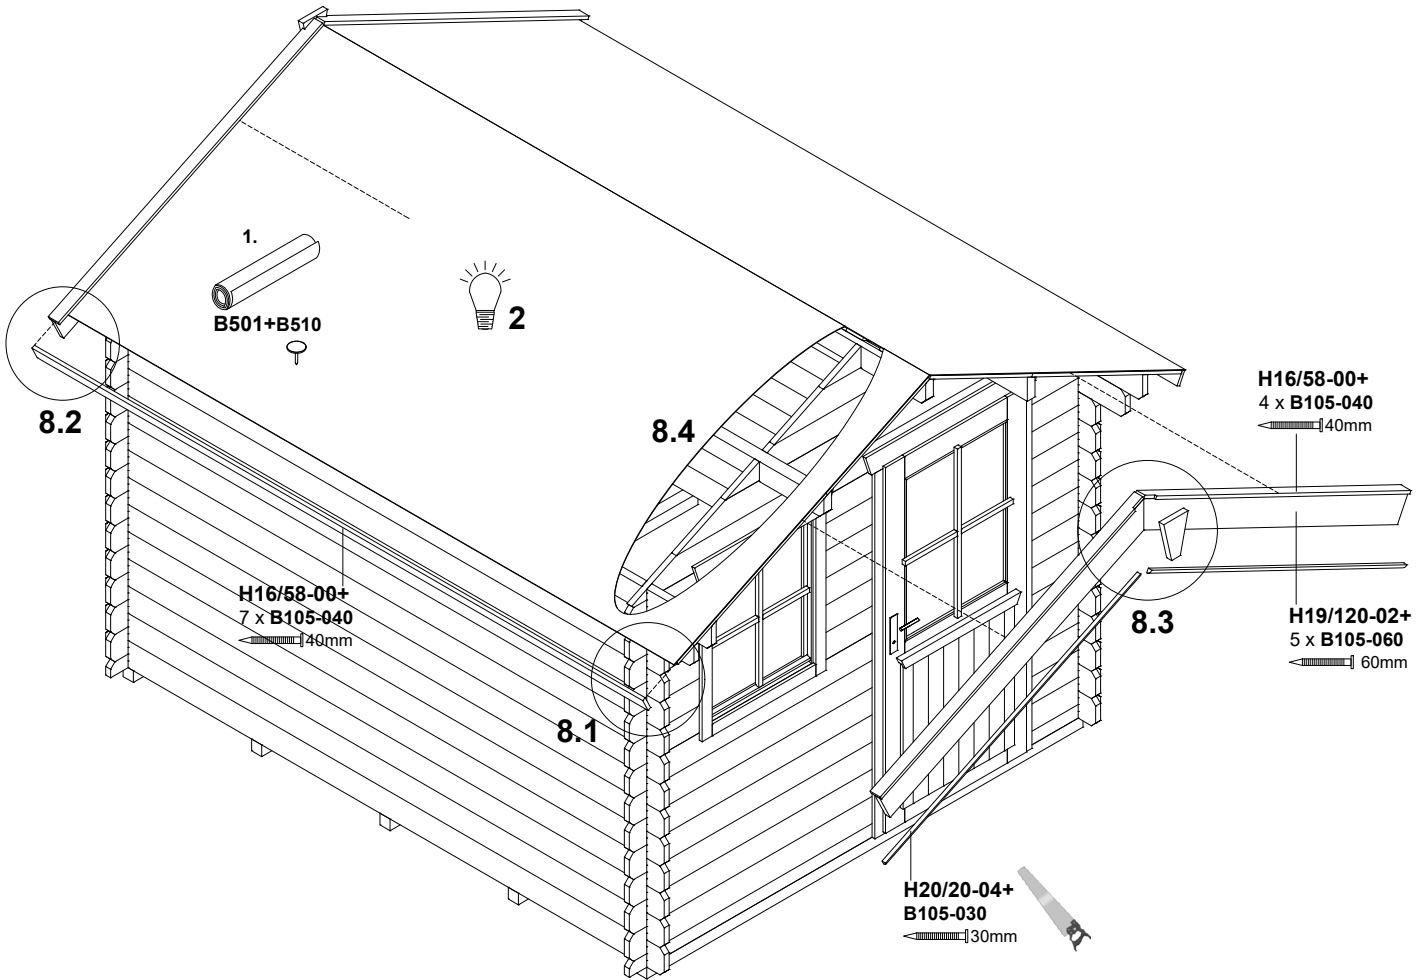 1.
B501+B510
2
8.2
8.4
H16/58-00+
4 x B105-040
40mm
H16/58-00+
7 x B105-040
40mm
8.3
H19/120-02+
5 x B105-060
60mm
8.1
H20/20-04+
B105-030
30mm